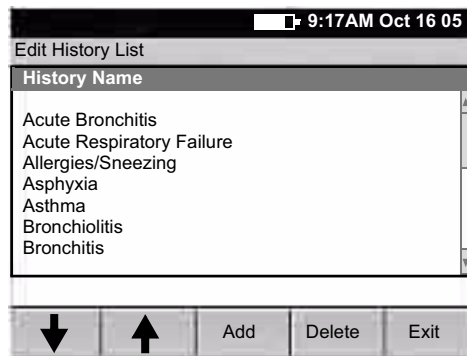 9:17AM Oct 16 05
Edit History List
History Name
Acute Bronchitis
Acute Respiratory Failure
Allergies/Sneezing
Asphyxia
Asthma
Bronchiolitis
Bronchitis
Add Delete Exit